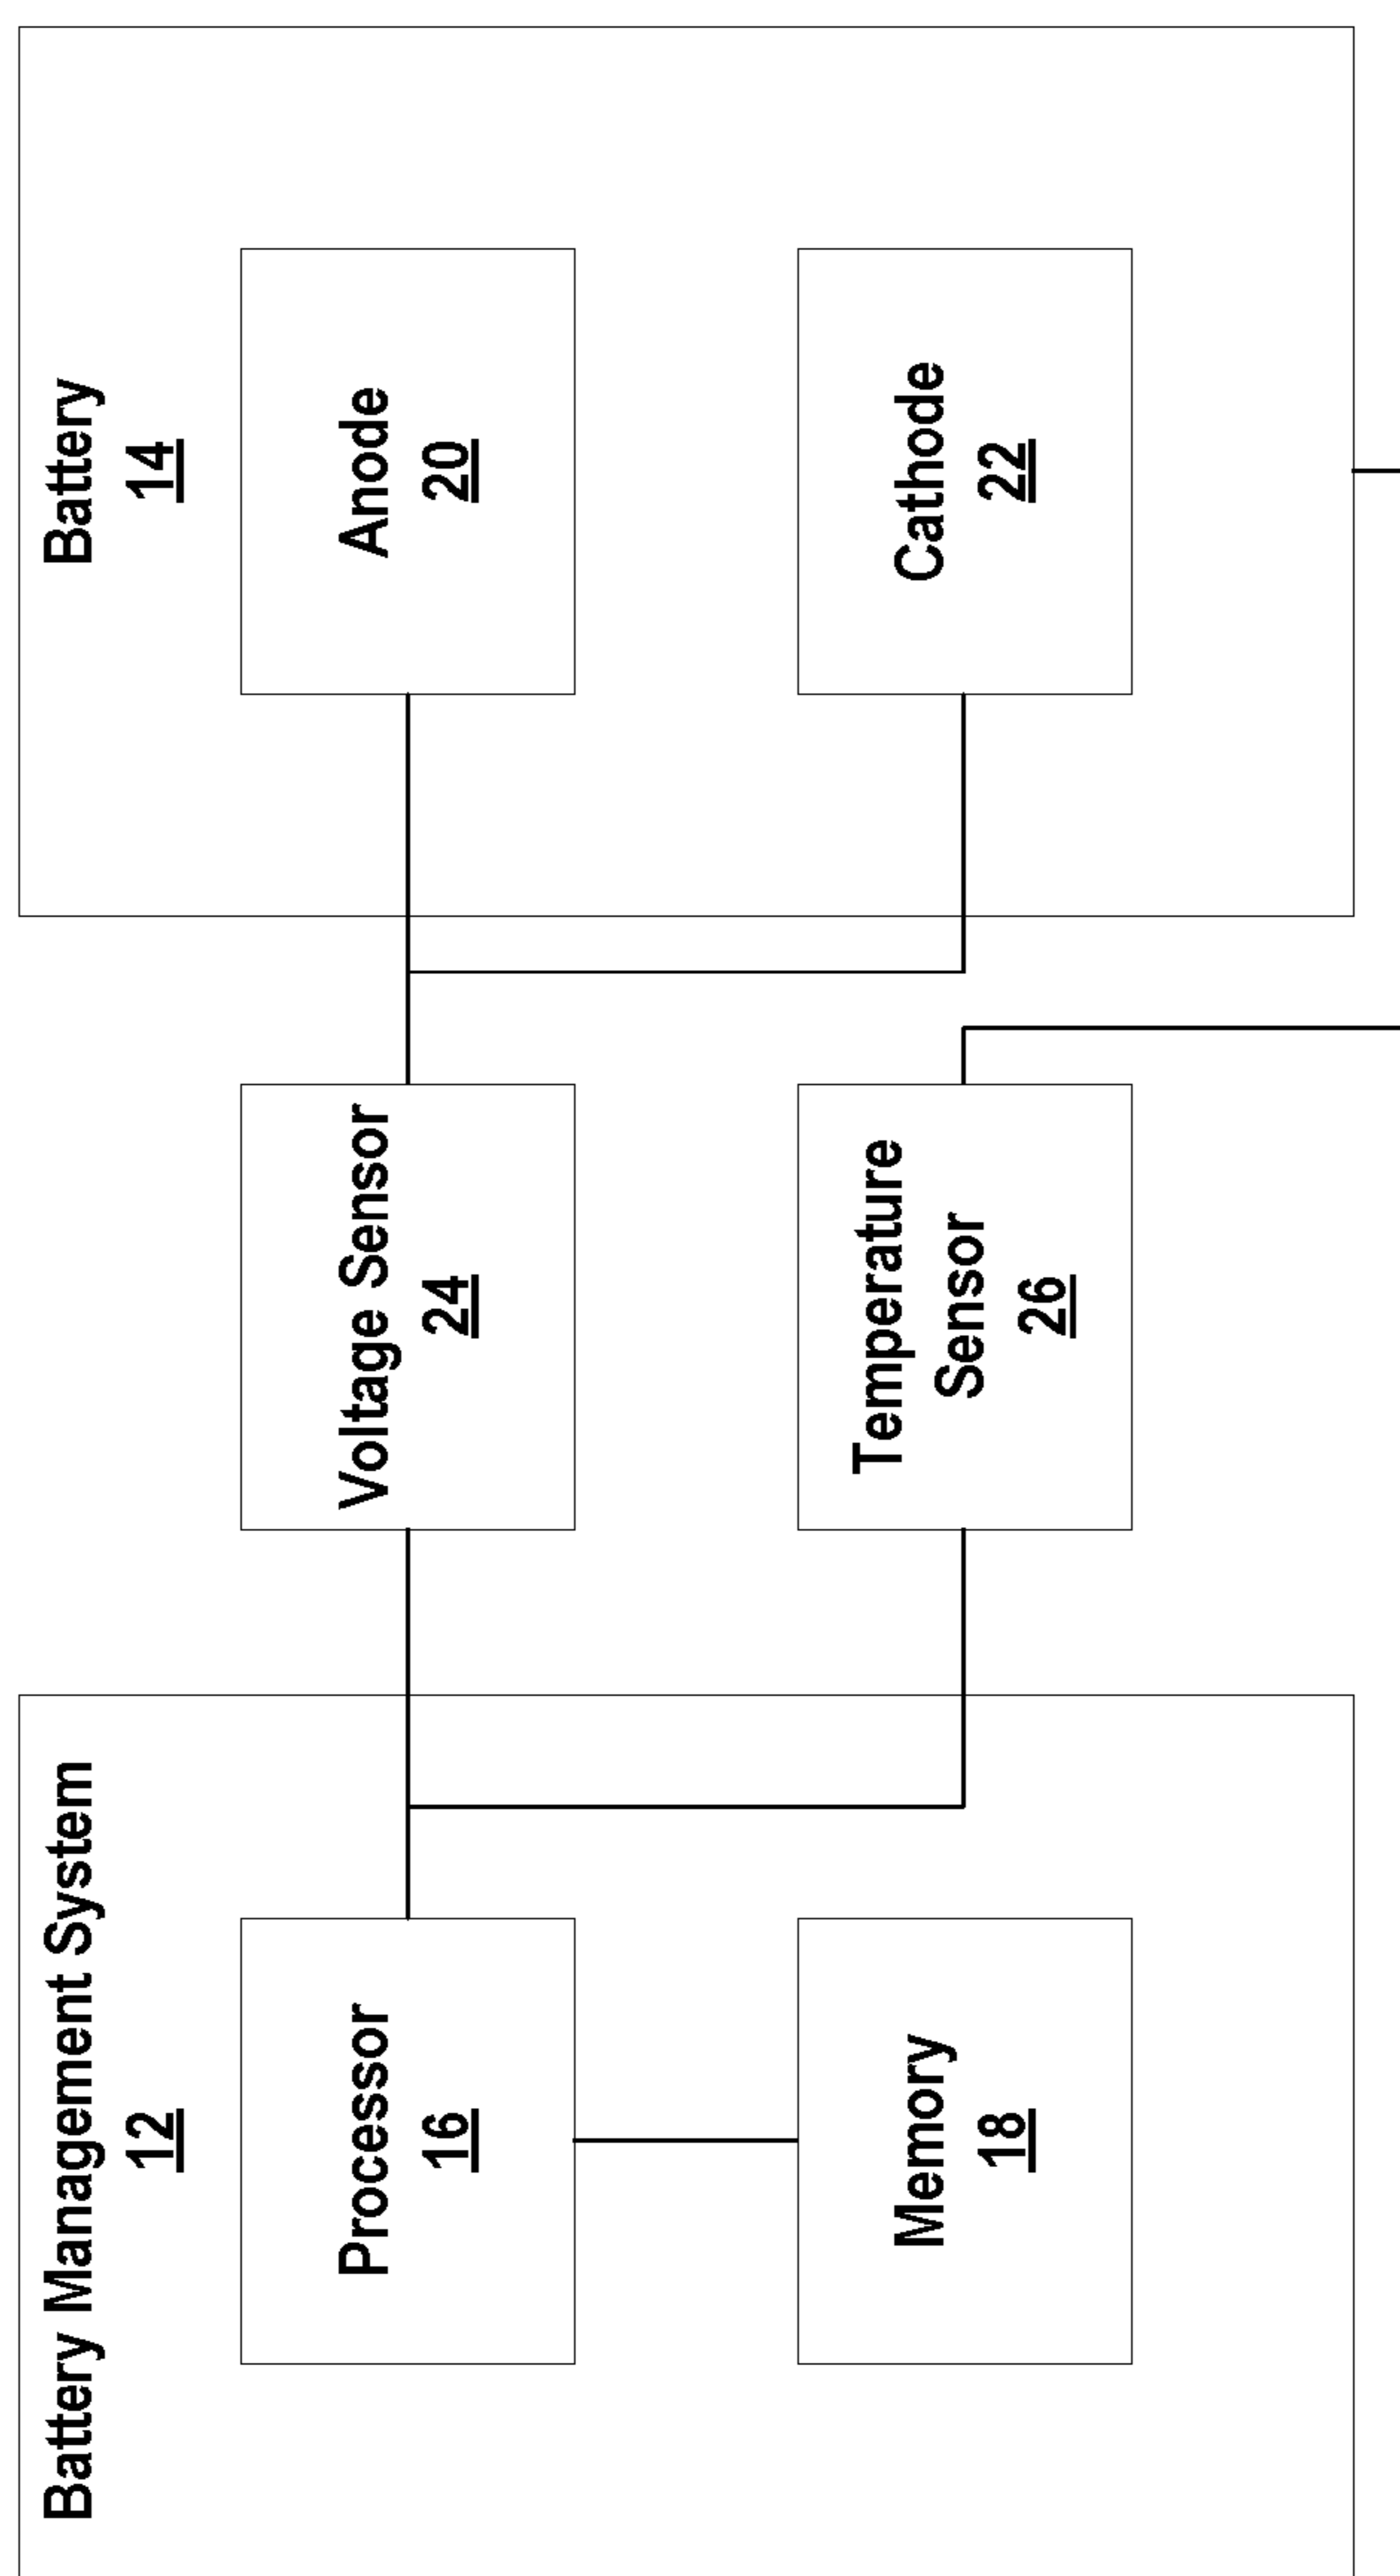 Battery Management System
12
Processor
16
Memory
18
Voltage Sensor
24
Temperature
Sensor
26
Battery
14
Anode
20
Cathode
22